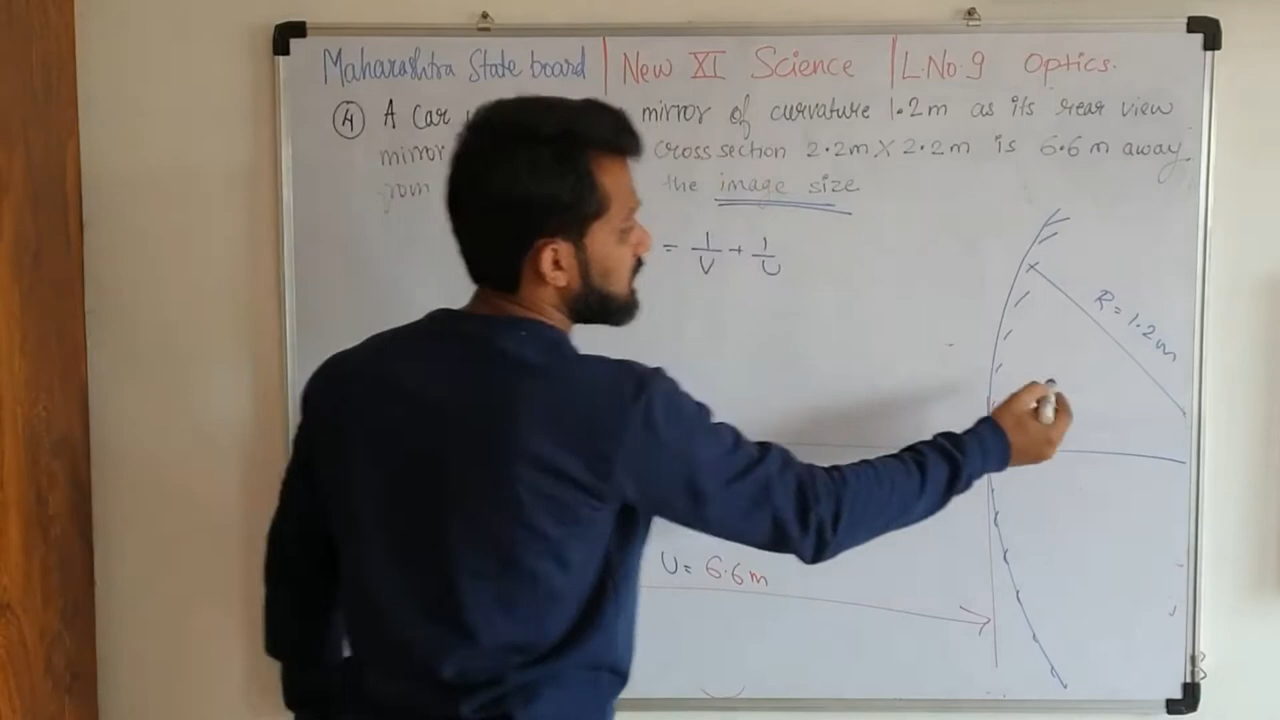 Maharashtra State board | New XI Science | L.No.9 Optics.
④ A Car mirror of curvature 1.2m as its rear view
mirror cross section 2.2m X 2.2m is 6.6 m away.
rom the image size
= 1/V + 1/U
R = 1.2m
U = 6.6m